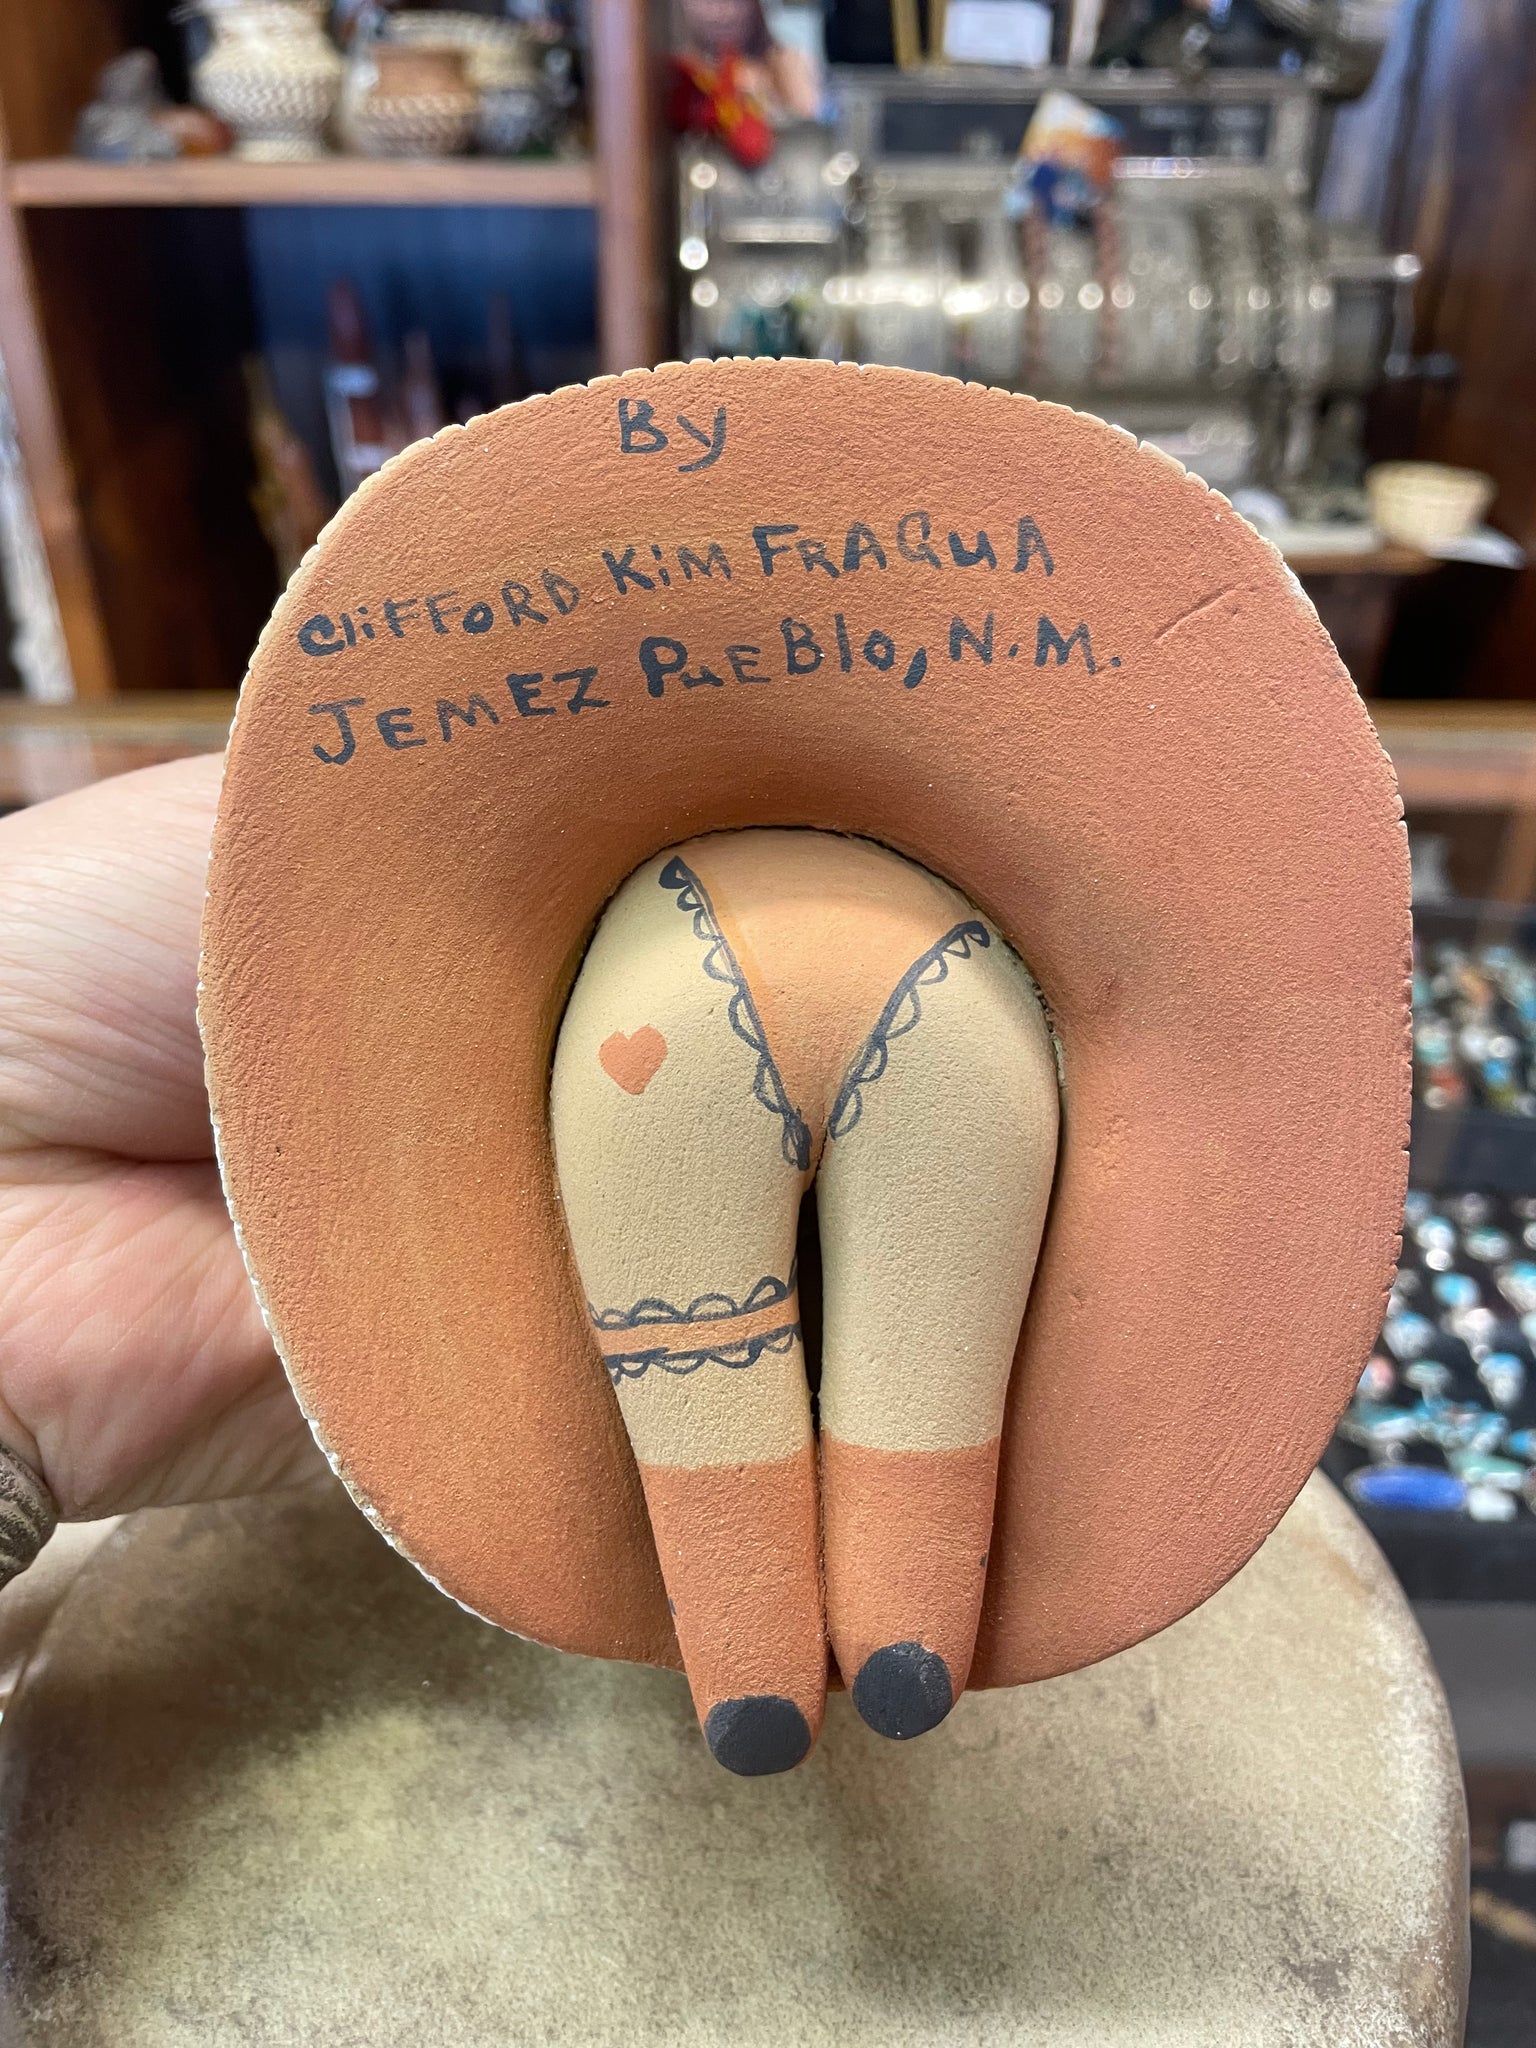 By
Clifford Kim Fragua
Jemez Pueblo, N.M.